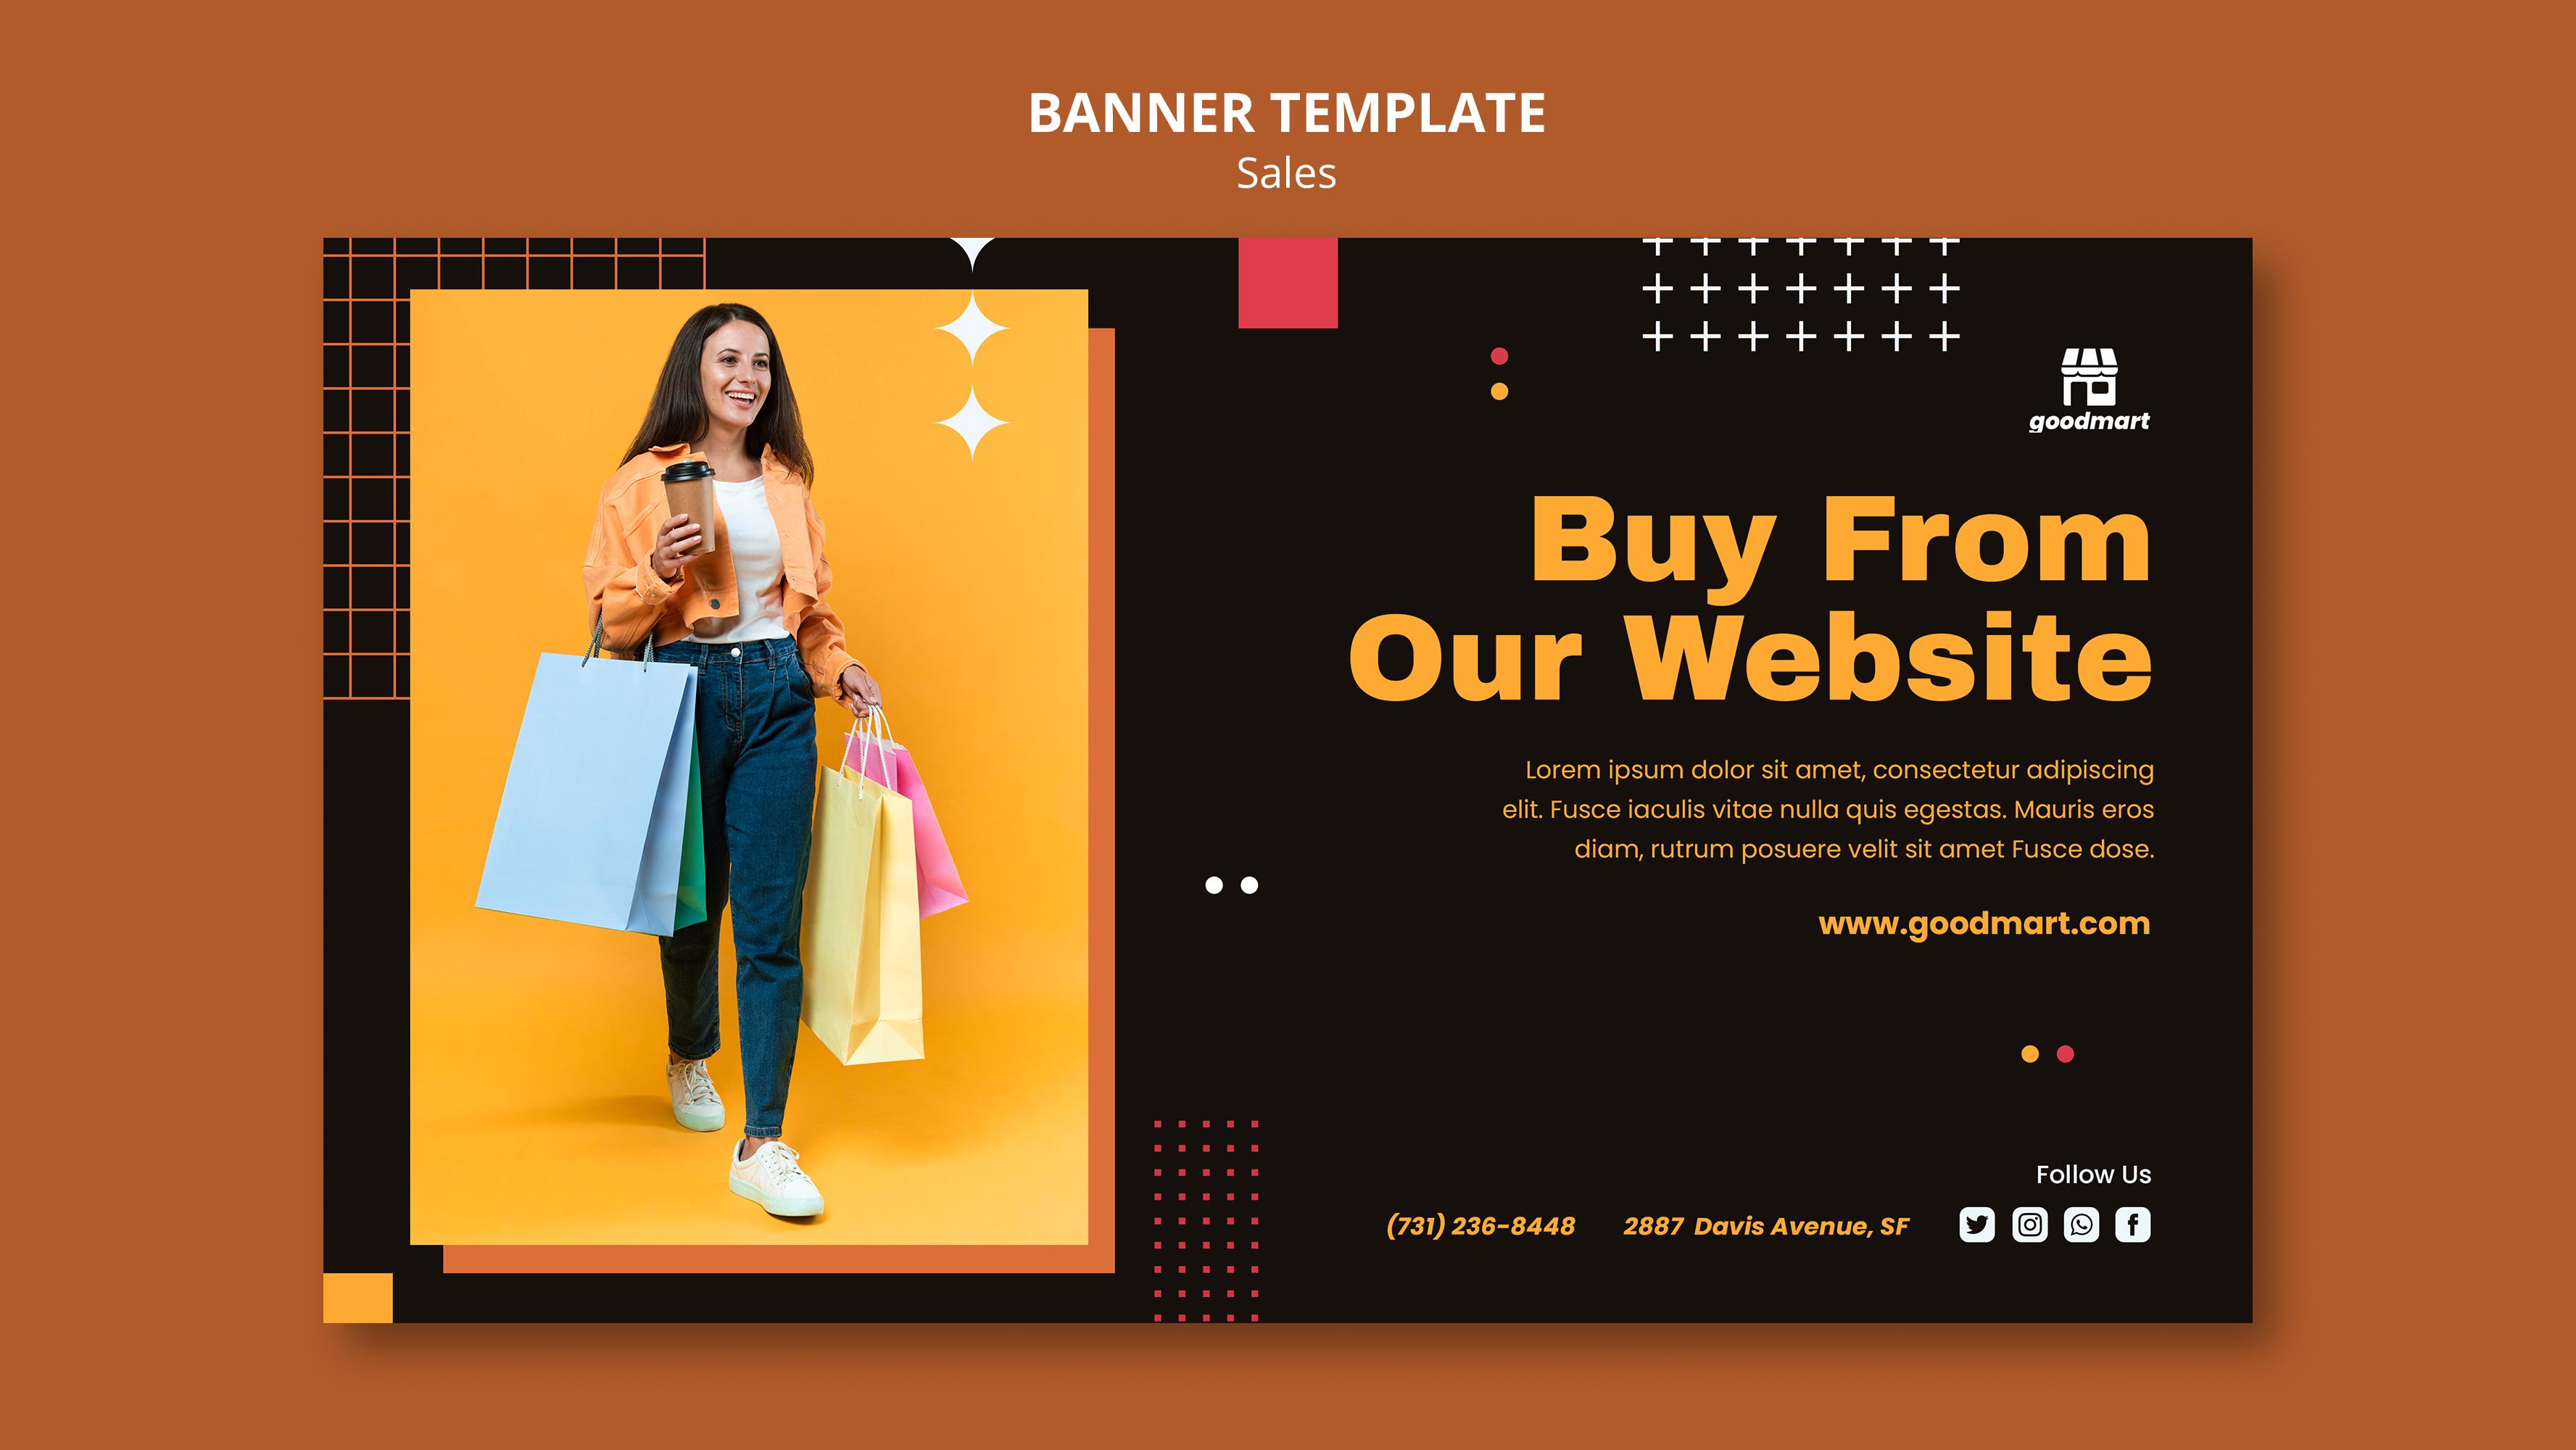 BANNER TEMPLATE
Sales
goodmart
Buy From
Our Website
Lorem ipsum dolor sit amet, consectetur adipiscing
elit. Fusce iaculis vitae nulla quis egestas. Mauris eros
diam, rutrum posuere velit sit amet Fusce dose.
www.goodmart.com
Follow Us
(731) 236-8448 2887 Davis Avenue, SF